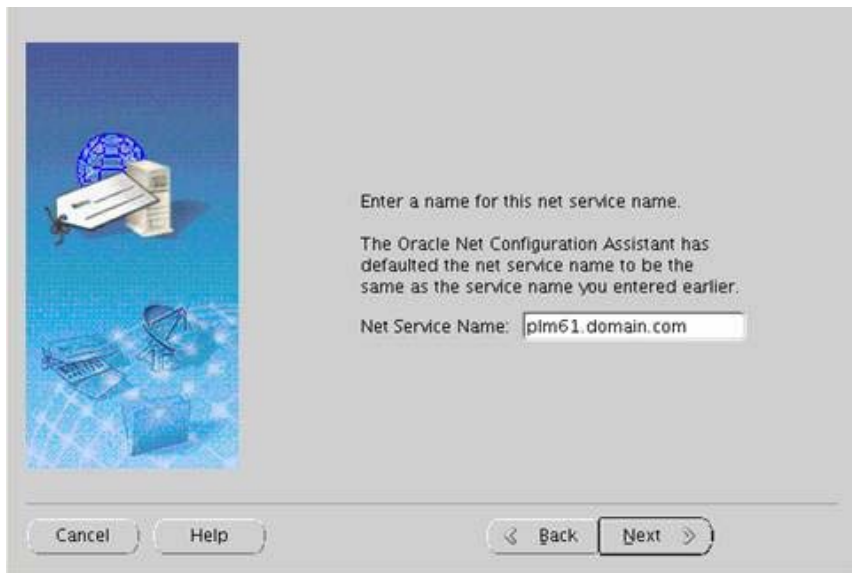 Enter a name for this net service name.
The Oracle Net Configuration Assistant has
defaulted the net service name to be the
same as the service name you entered earlier.
Net Service Name: plm61.domain.com
Cancel Help Back Next